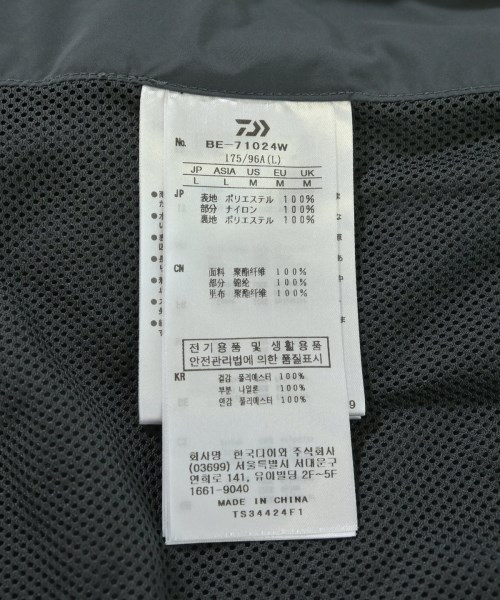 No. BE-71024W
175/96A(L)
JP ASIA US EU UK
L L M M M
JP 表地 ポリエステル 100%
部分 ナイロン 100%
裏地 ポリエステル 100%
CN 面料 聚酯纤维 100%
部分 锦纶 100%
里布 聚酯纤维 100%
전기용품 및 생활용품
안전관리법에 의한 품질표시
KR 겉감 폴리에스터 100%
부분 나일론 100%
안감 폴리에스터 100%
회사명 한국다이와 주식회사
(03699) 서울특별시 서대문구
연희로 141, 유아빌딩 2F~5F
1661-9040
MADE IN CHINA
TS34424F1
9